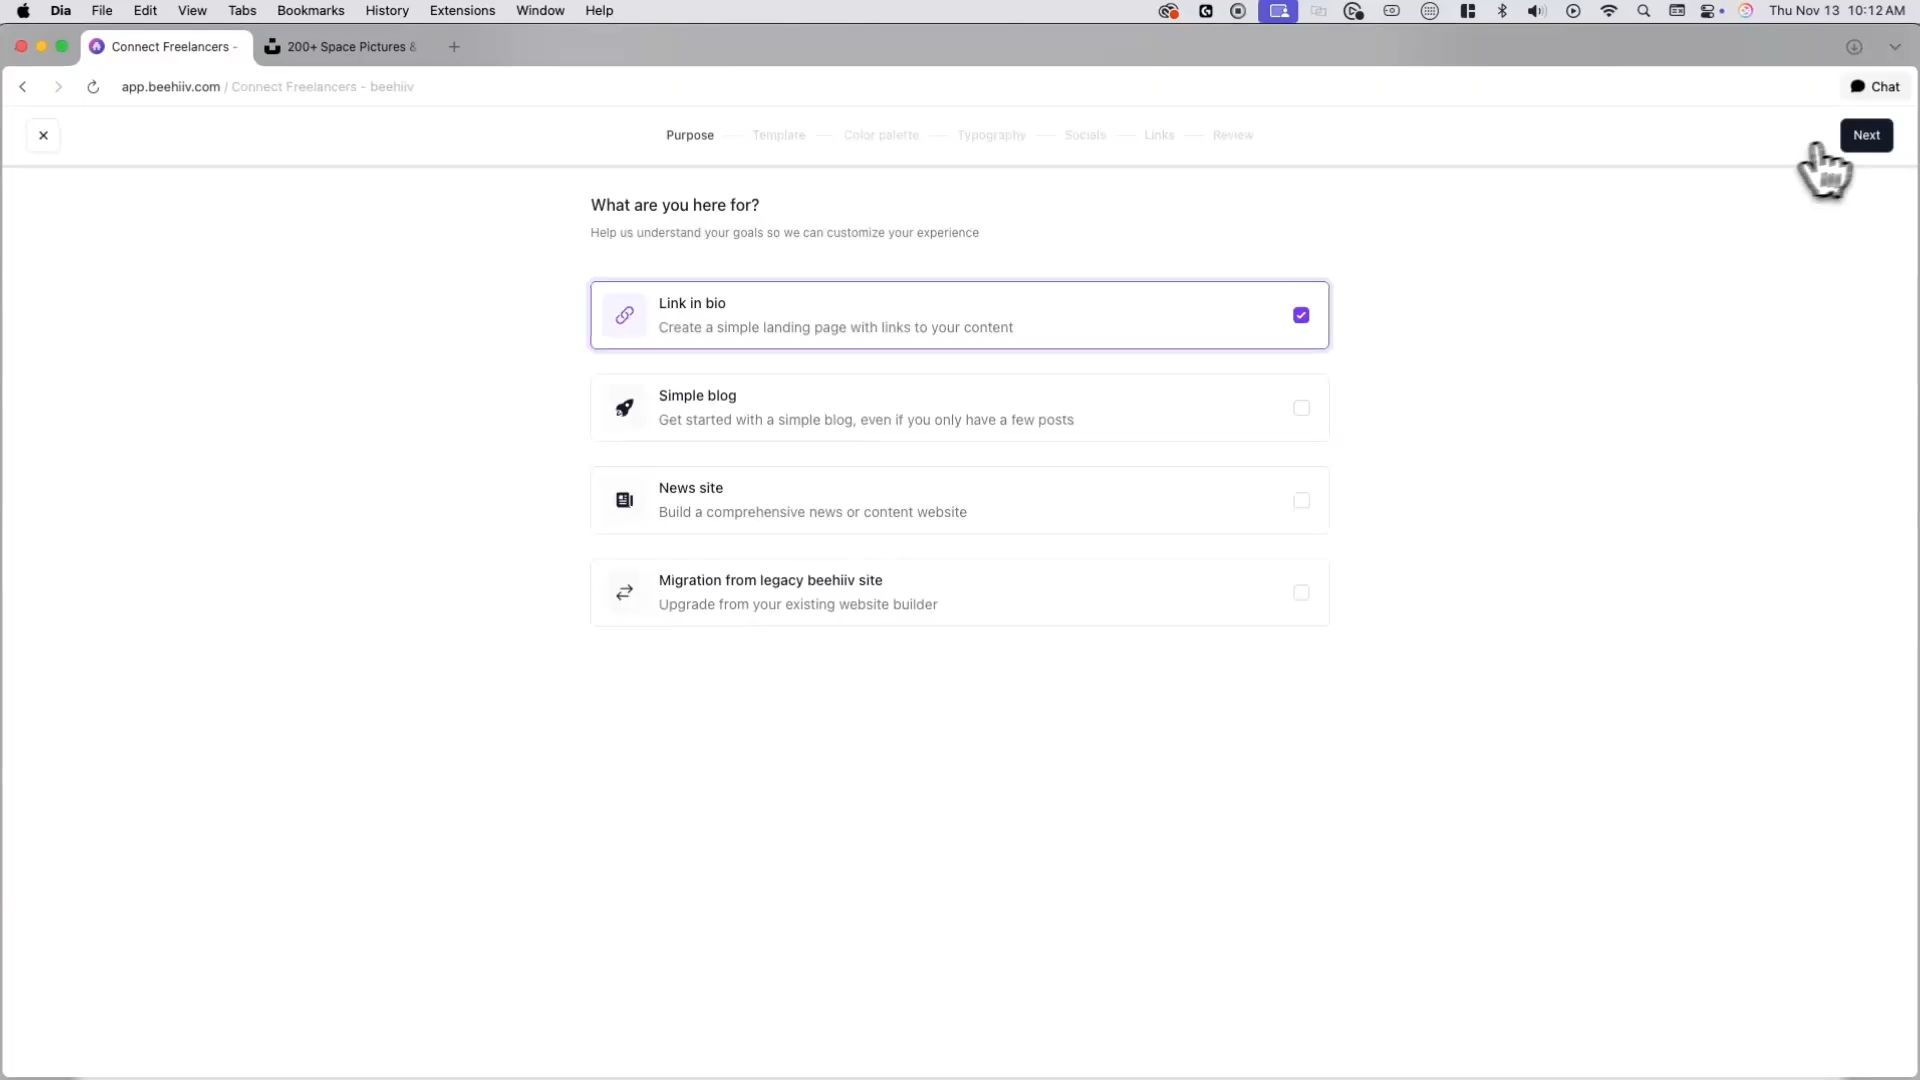 Dia File Edit View Tabs Bookmarks History Extensions Window Help Thu Nov 13 10:12 AM
Connect Freelancers - 200+ Space Pictures &
app.beehiiv.com / Connect Freelancers - beehiiv Chat
Purpose Template Color palette Typography Socials Links Review Next
What are you here for?
Help us understand your goals so we can customize your experience
Link in bio
Create a simple landing page with links to your content
Simple blog
Get started with a simple blog, even if you only have a few posts
News site
Build a comprehensive news or content website
Migration from legacy beehiiv site
Upgrade from your existing website builder